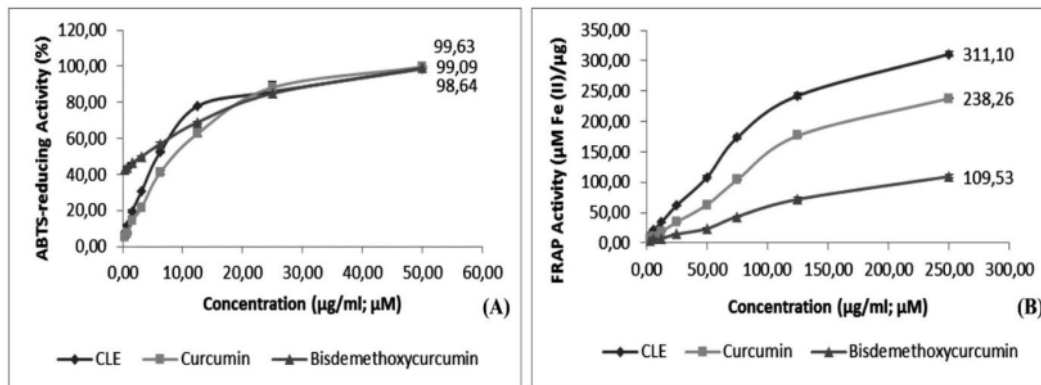 120,00
100,00
80,00
60,00
40,00
20,00
0,00
ABTS-reducing Activity (%)
99,63
99,09
98,64
0,00 10,00 20,00 30,00 40,00 50,00 60,00
Concentration (µg/ml; µM)
(A)
CLE Curcumin Bisdemethoxycurcumin
350,00
300,00
250,00
200,00
150,00
100,00
50,00
0,00
FRAP Activity (µM Fe (II)/µg)
311,10
238,26
109,53
0,00 50,00 100,00 150,00 200,00 250,00 300,00
Concentration (µg/ml; µM)
(B)
CLE Curcumin Bisdemethoxycurcumin